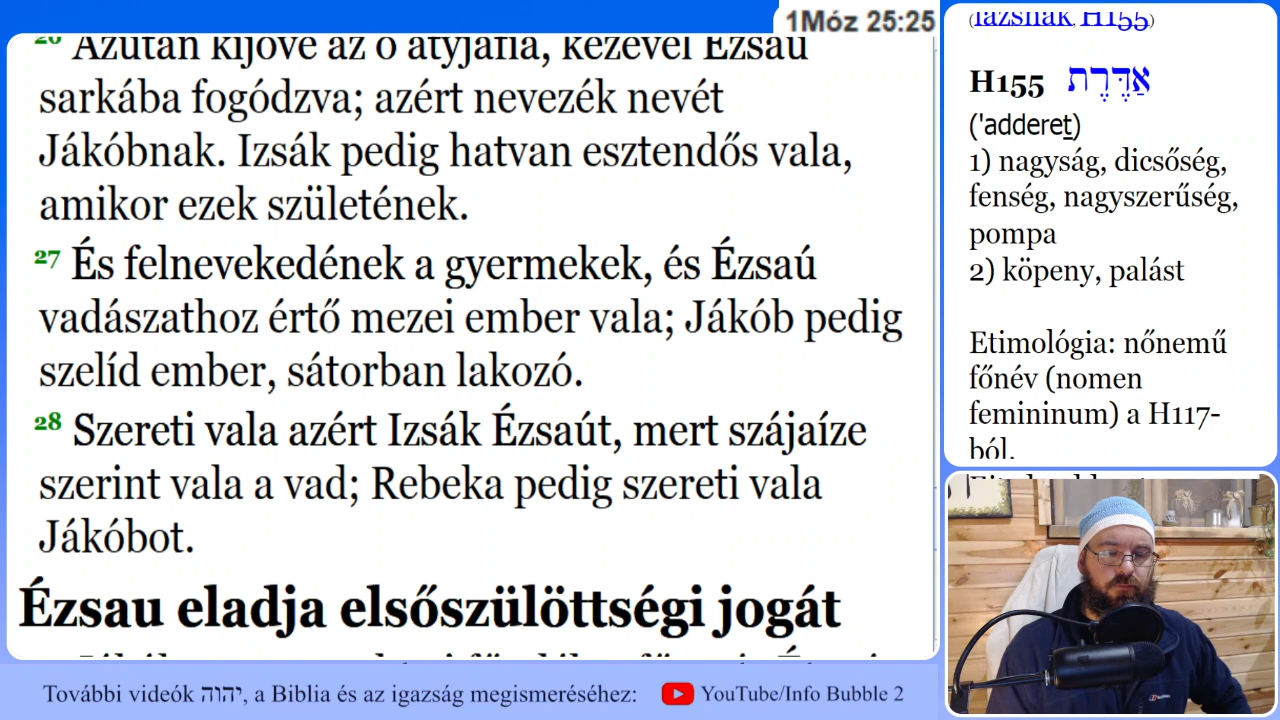 1Móz 25:25
26 Azután kijöve az ő atyjafia, kezével Ézsaú
sarkába fogódzva; azért nevezék nevét
Jákóbnak. Izsák pedig hatvan esztendős vala,
amikor ezek születének.
27 És felnevekedének a gyermekek, és Ézsaú
vadászathoz értő mezei ember vala; Jákób pedig
szelíd ember, sátorban lakozó.
28 Szereti vala azért Izsák Ézsaút, mert szájaíze
szerint vala a vad; Rebeka pedig szereti vala
Jákóbot.
Ézsau eladja elsőszülöttségi jogát
H155 אַדֶּרֶת
('adderet)
1) nagyság, dicsőség,
fenség, nagyszerűség,
pompa
2) köpeny, palást
Etimológia: nőnemű
főnév (nomen
femininum) a H117-
ból.
További videók יהוה, a Biblia és az igazság megismeréséhez: YouTube/Info Bubble 2